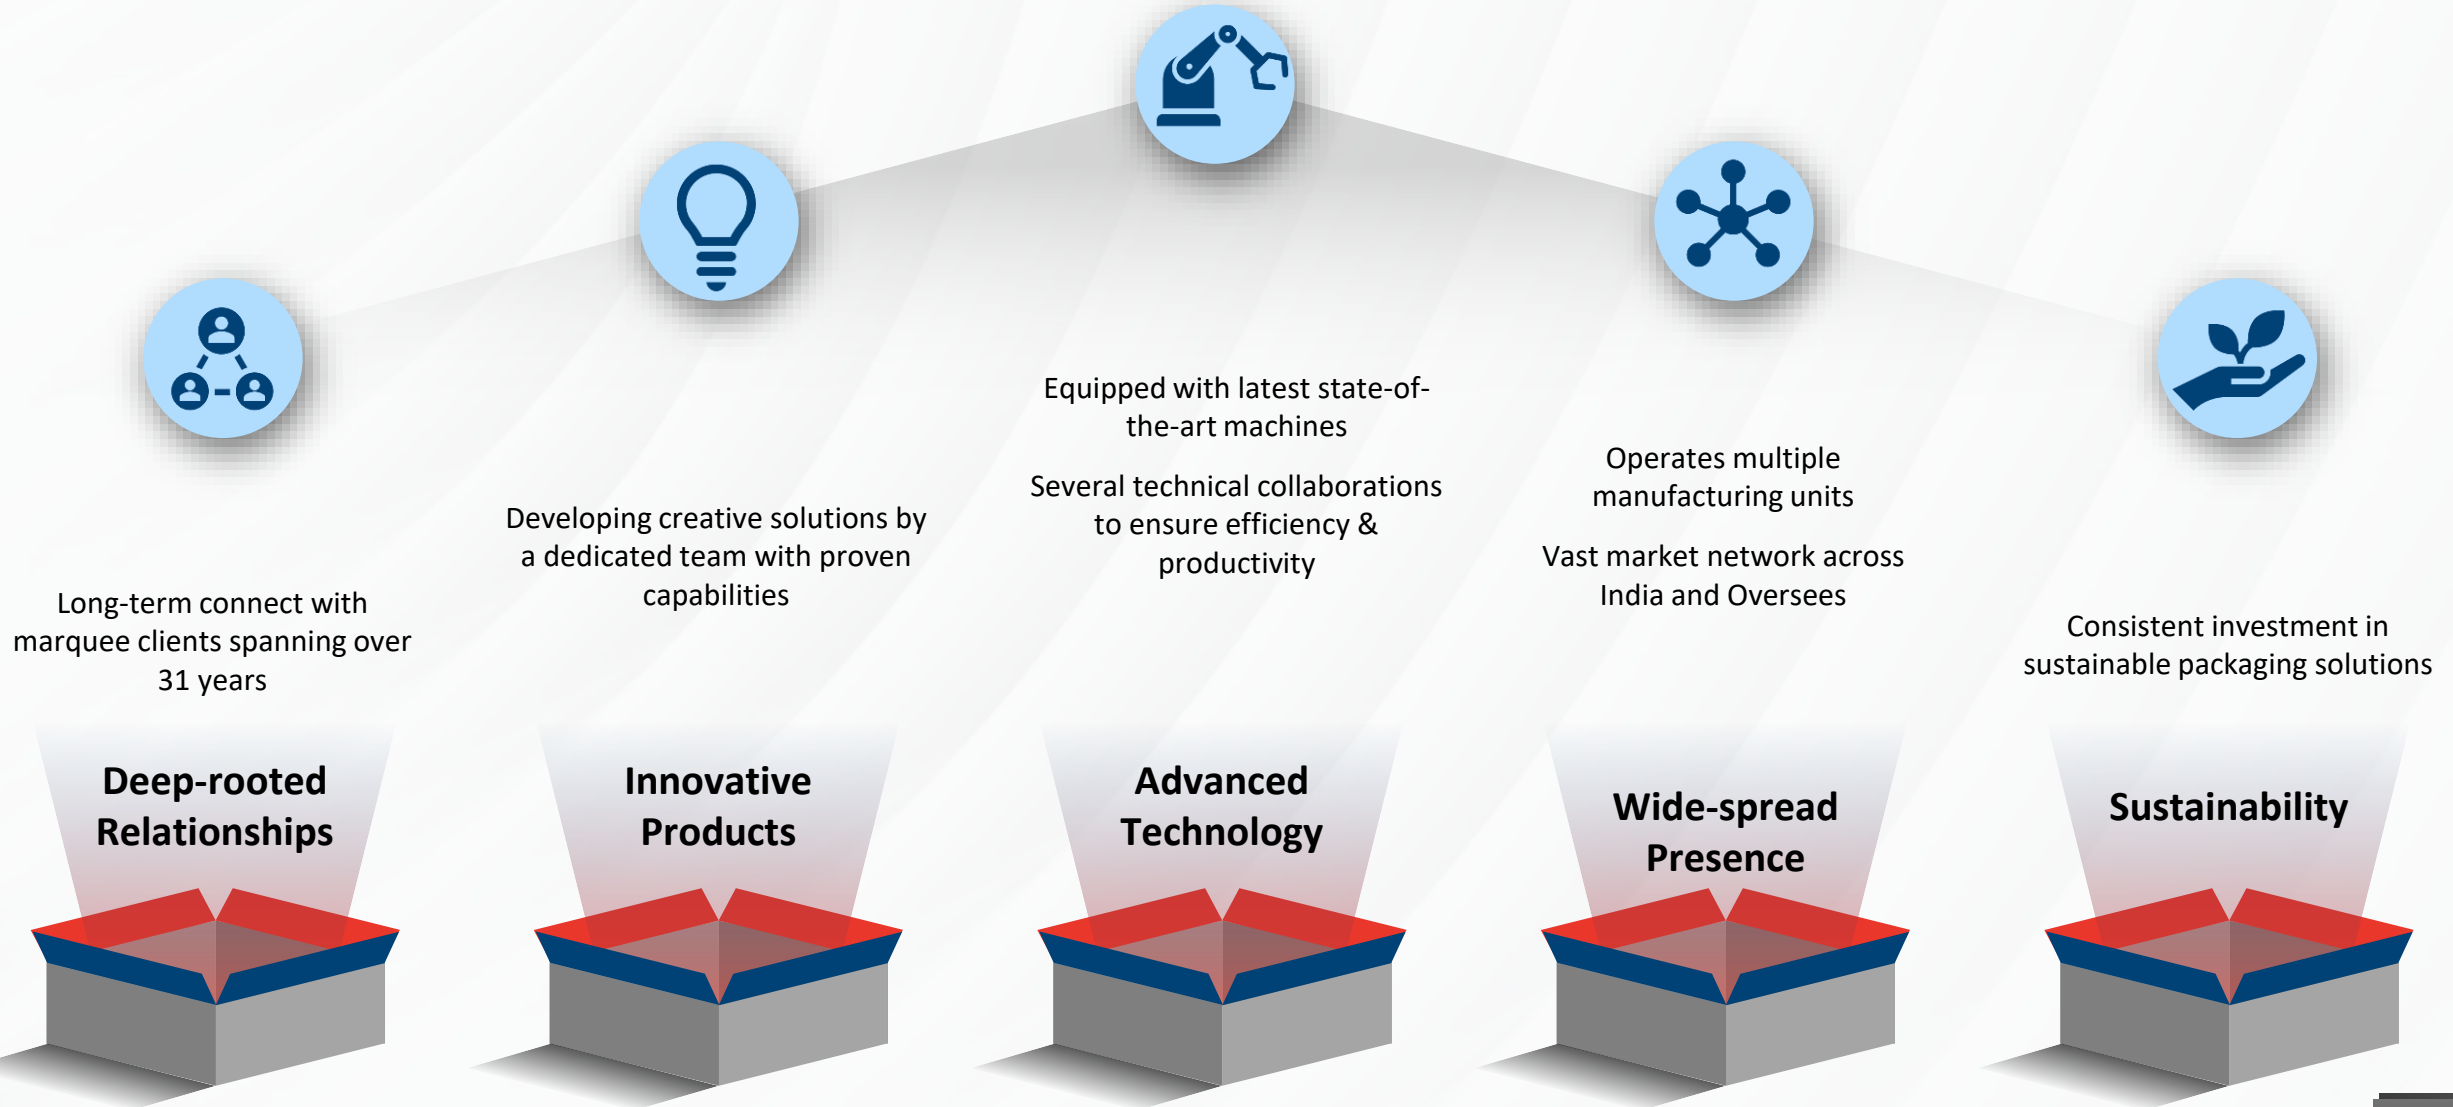 Long-term connect with
marquee clients spanning over
31 years
Deep-rooted
Relationships
Developing creative solutions by
a dedicated team with proven
capabilities
Innovative
Products
Equipped with latest state-of-
the-art machines
Several technical collaborations
to ensure efficiency &
productivity
Advanced
Technology
Operates multiple
manufacturing units
Vast market network across
India and Oversees
Wide-spread
Presence
Consistent investment in
sustainable packaging solutions
Sustainability